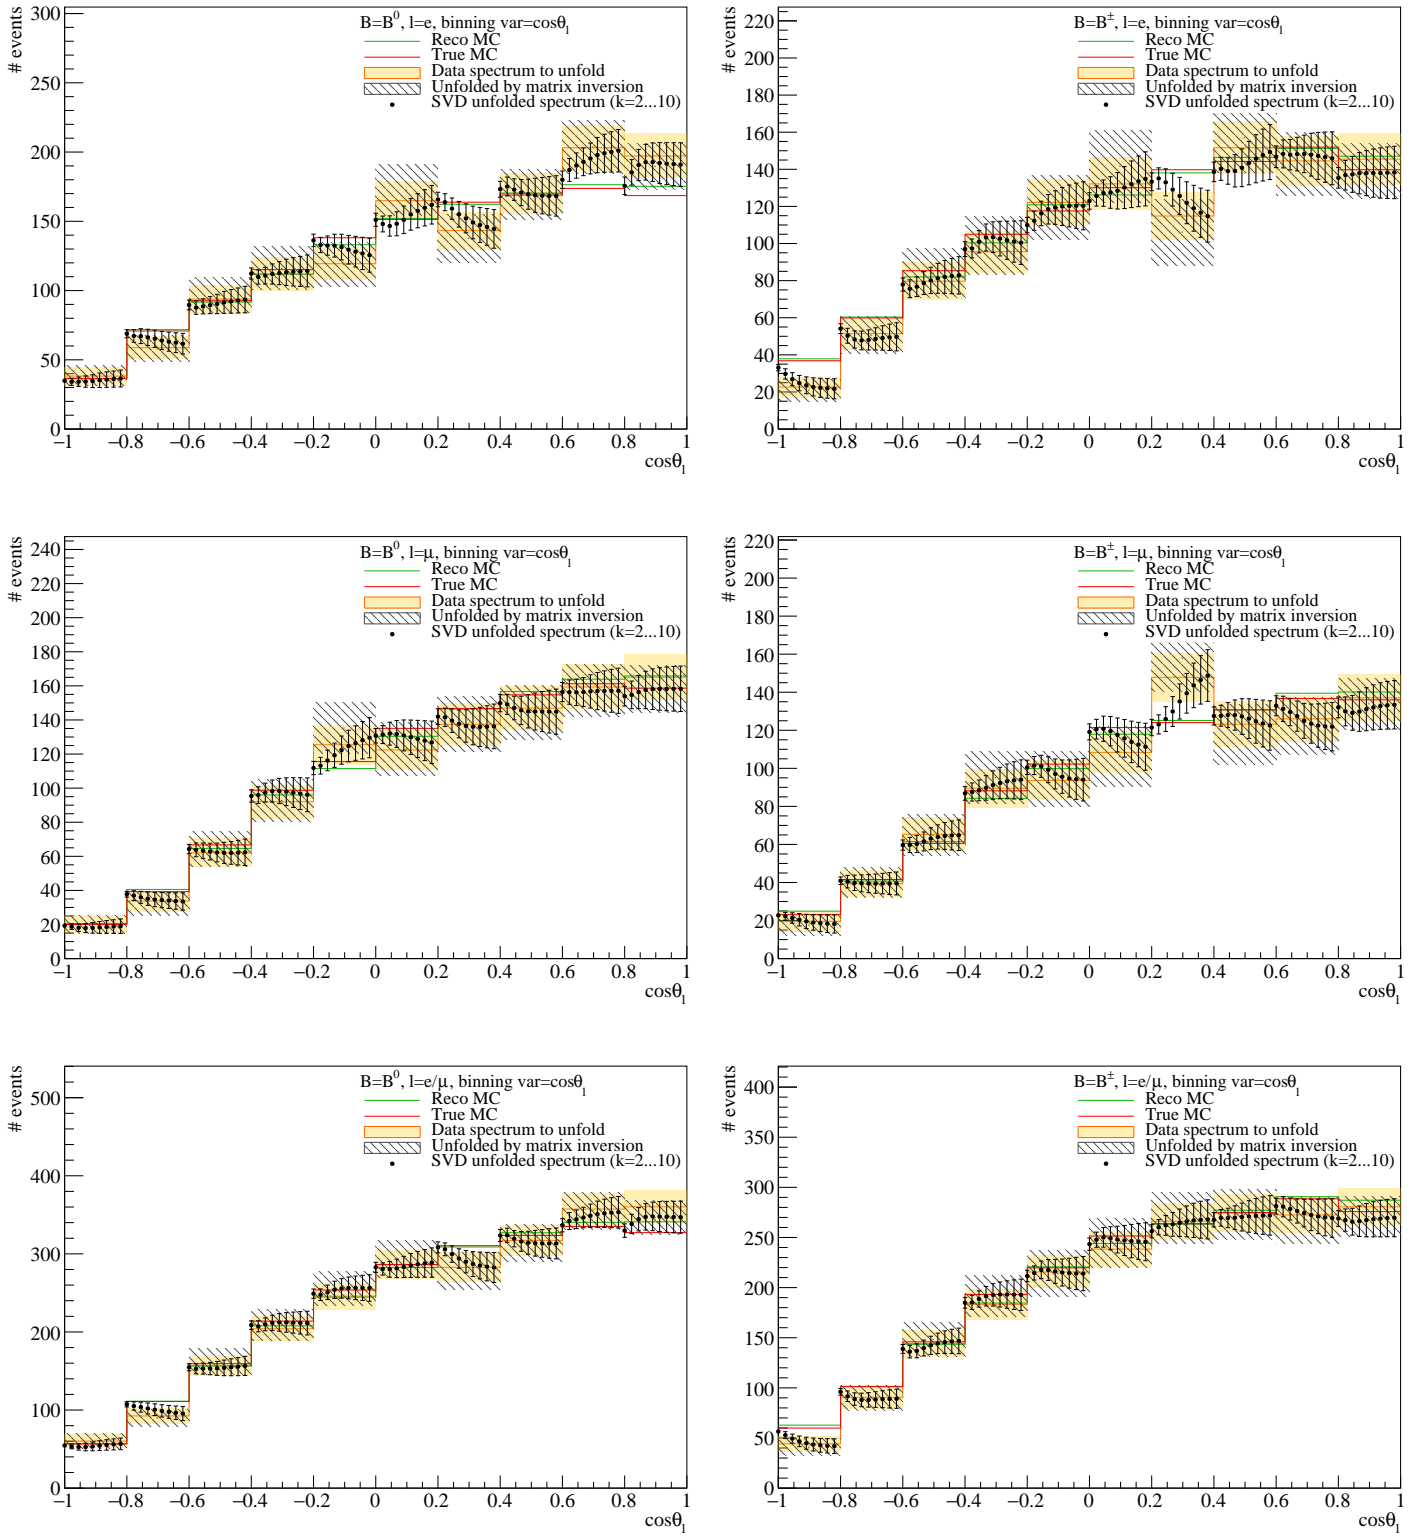 B=B⁰, l=e, binning var=cosθ_l
Reco MC
True MC
Data spectrum to unfold
Unfolded by matrix inversion
SVD unfolded spectrum (k=2...10)
# events
300
250
200
150
100
50
0
−1 −0.8 −0.6 −0.4 −0.2 0 0.2 0.4 0.6 0.8 1
cosθ_l
B=B±, l=e, binning var=cosθ_l
Reco MC
True MC
Data spectrum to unfold
Unfolded by matrix inversion
SVD unfolded spectrum (k=2...10)
# events
220
200
180
160
140
120
100
80
60
40
20
0
−1 −0.8 −0.6 −0.4 −0.2 0 0.2 0.4 0.6 0.8 1
cosθ_l
B=B⁰, l=μ, binning var=cosθ_l
Reco MC
True MC
Data spectrum to unfold
Unfolded by matrix inversion
SVD unfolded spectrum (k=2...10)
# events
240
220
200
180
160
140
120
100
80
60
40
20
0
−1 −0.8 −0.6 −0.4 −0.2 0 0.2 0.4 0.6 0.8 1
cosθ_l
B=B±, l=μ, binning var=cosθ_l
Reco MC
True MC
Data spectrum to unfold
Unfolded by matrix inversion
SVD unfolded spectrum (k=2...10)
# events
220
200
180
160
140
120
100
80
60
40
20
0
−1 −0.8 −0.6 −0.4 −0.2 0 0.2 0.4 0.6 0.8 1
cosθ_l
B=B⁰, l=e/μ, binning var=cosθ_l
Reco MC
True MC
Data spectrum to unfold
Unfolded by matrix inversion
SVD unfolded spectrum (k=2...10)
# events
500
400
300
200
100
0
−1 −0.8 −0.6 −0.4 −0.2 0 0.2 0.4 0.6 0.8 1
cosθ_l
B=B±, l=e/μ, binning var=cosθ_l
Reco MC
True MC
Data spectrum to unfold
Unfolded by matrix inversion
SVD unfolded spectrum (k=2...10)
# events
400
350
300
250
200
150
100
50
0
−1 −0.8 −0.6 −0.4 −0.2 0 0.2 0.4 0.6 0.8 1
cosθ_l